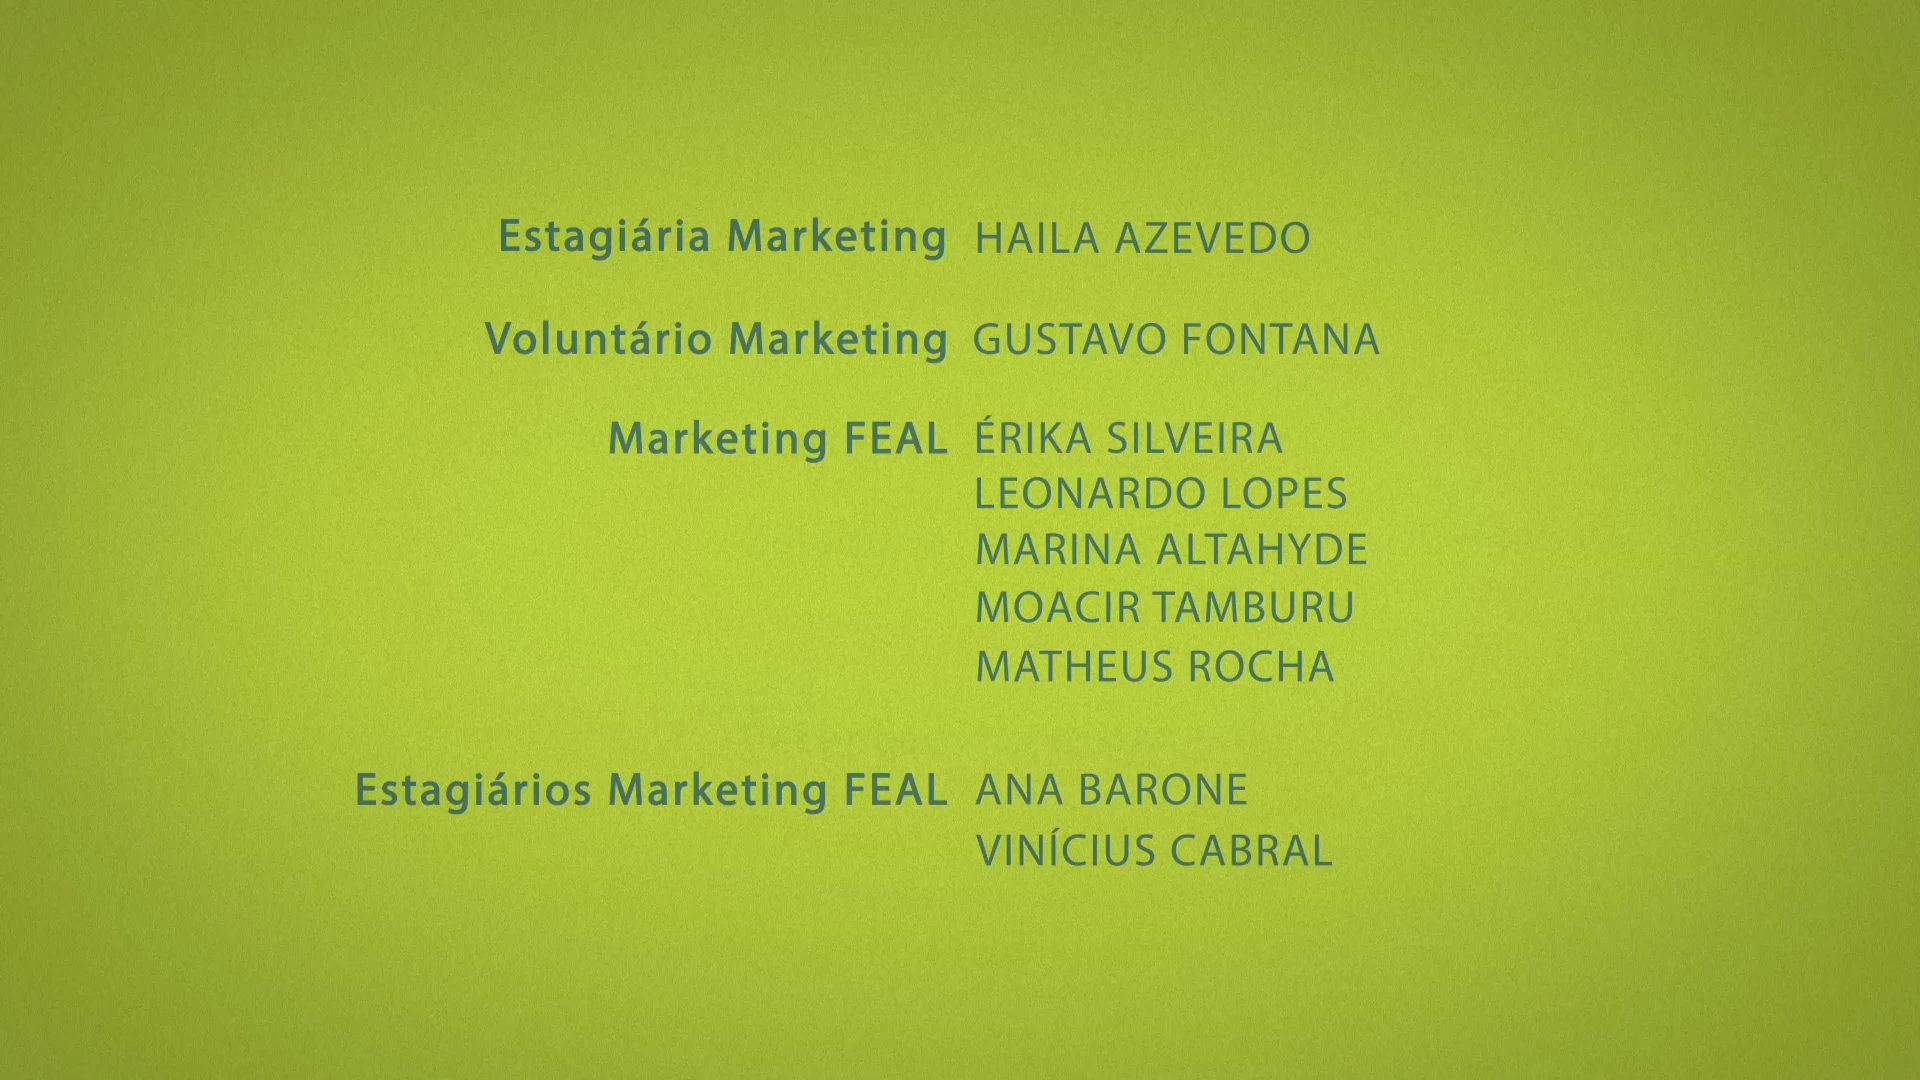 Estagiária Marketing HAILA AZEVEDO
Voluntário Marketing GUSTAVO FONTANA
Marketing FEAL ÉRIKA SILVEIRA
LEONARDO LOPES
MARINA ALTAHYDE
MOACIR TAMBURU
MATHEUS ROCHA
Estagiários Marketing FEAL ANA BARONE
VINÍCIUS CABRAL